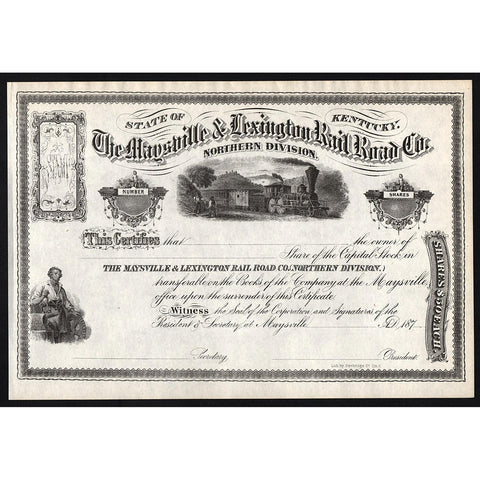 STATE OF KENTUCKY.
The Maysville & Lexington Rail Road Co.
NORTHERN DIVISION.
NUMBER
SHARES
This Certifies that the owner of
Share of the Capital Stock in
THE MAYSVILLE & LEXINGTON RAIL ROAD CO. (NORTHERN DIVISION.)
transferable on the Books of the Company at the Maysville
office upon the surrender of this Certificate.
Witness the Seal of the Corporation and Signatures of the
President & Secretary at Maysville AD 187
Secretary.
President.
SHARES $50 EACH.